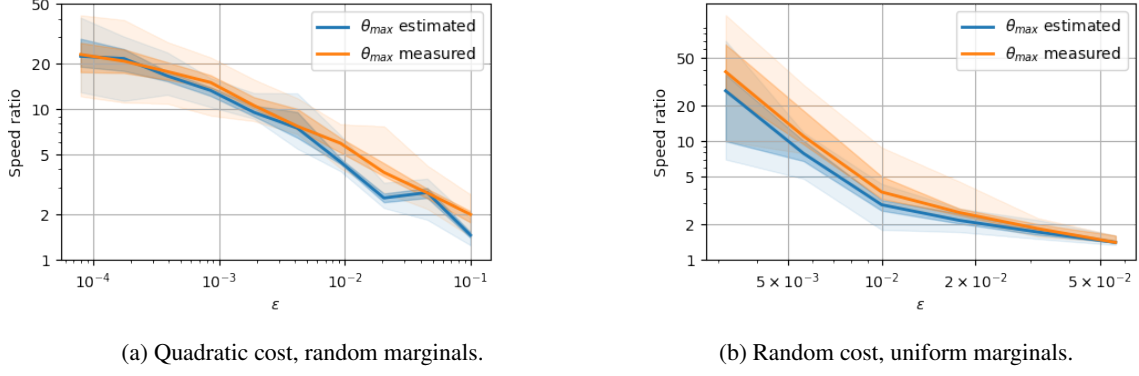 50
20
10
5
2
1
Speed ratio
10⁻⁴
10⁻³
10⁻²
10⁻¹
ε
θmax estimated
θmax measured
(a) Quadratic cost, random marginals.
50
20
10
5
2
1
Speed ratio
5 × 10⁻³
10⁻²
2 × 10⁻²
5 × 10⁻²
ε
θmax estimated
θmax measured
(b) Random cost, uniform marginals.